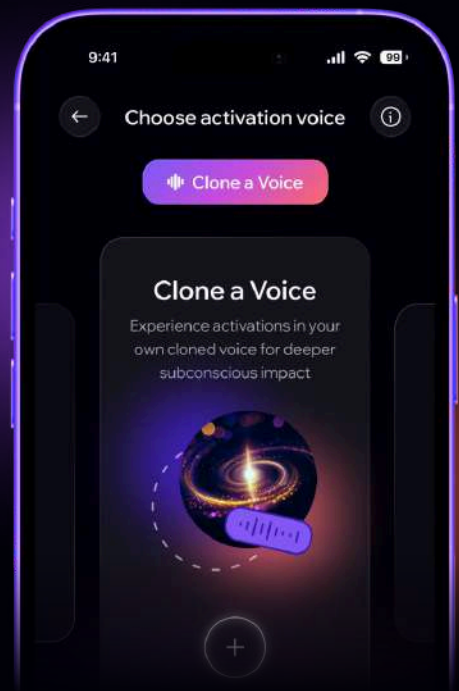 9:41
99
Choose activation voice
Clone a Voice
Clone a Voice
Experience activations in your
own cloned voice for deeper
subconscious impact